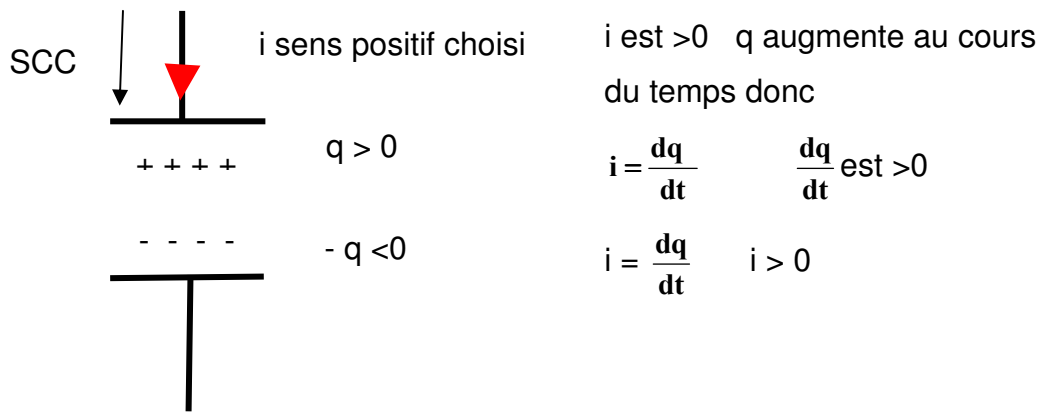 SCC
i sens positif choisi
q > 0
+ + + +
- - - -
- q <0
i est >0 q augmente au cours
du temps donc
i = dq/dt dq/dt est >0
i = dq/dt i > 0